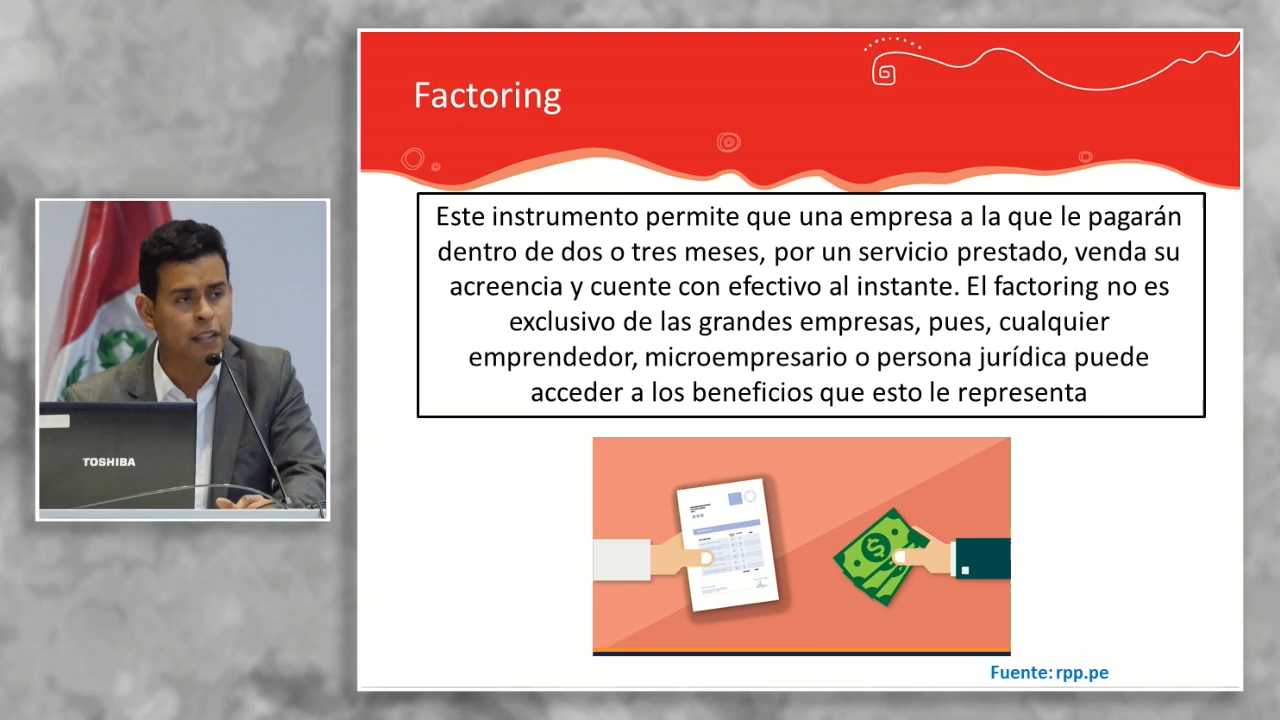 Factoring
Este instrumento permite que una empresa a la que le pagarán
dentro de dos o tres meses, por un servicio prestado, venda su
acreencia y cuente con efectivo al instante. El factoring no es
exclusivo de las grandes empresas, pues, cualquier
emprendedor, microempresario o persona jurídica puede
acceder a los beneficios que esto le representa
TOSHIBA
Fuente: rpp.pe